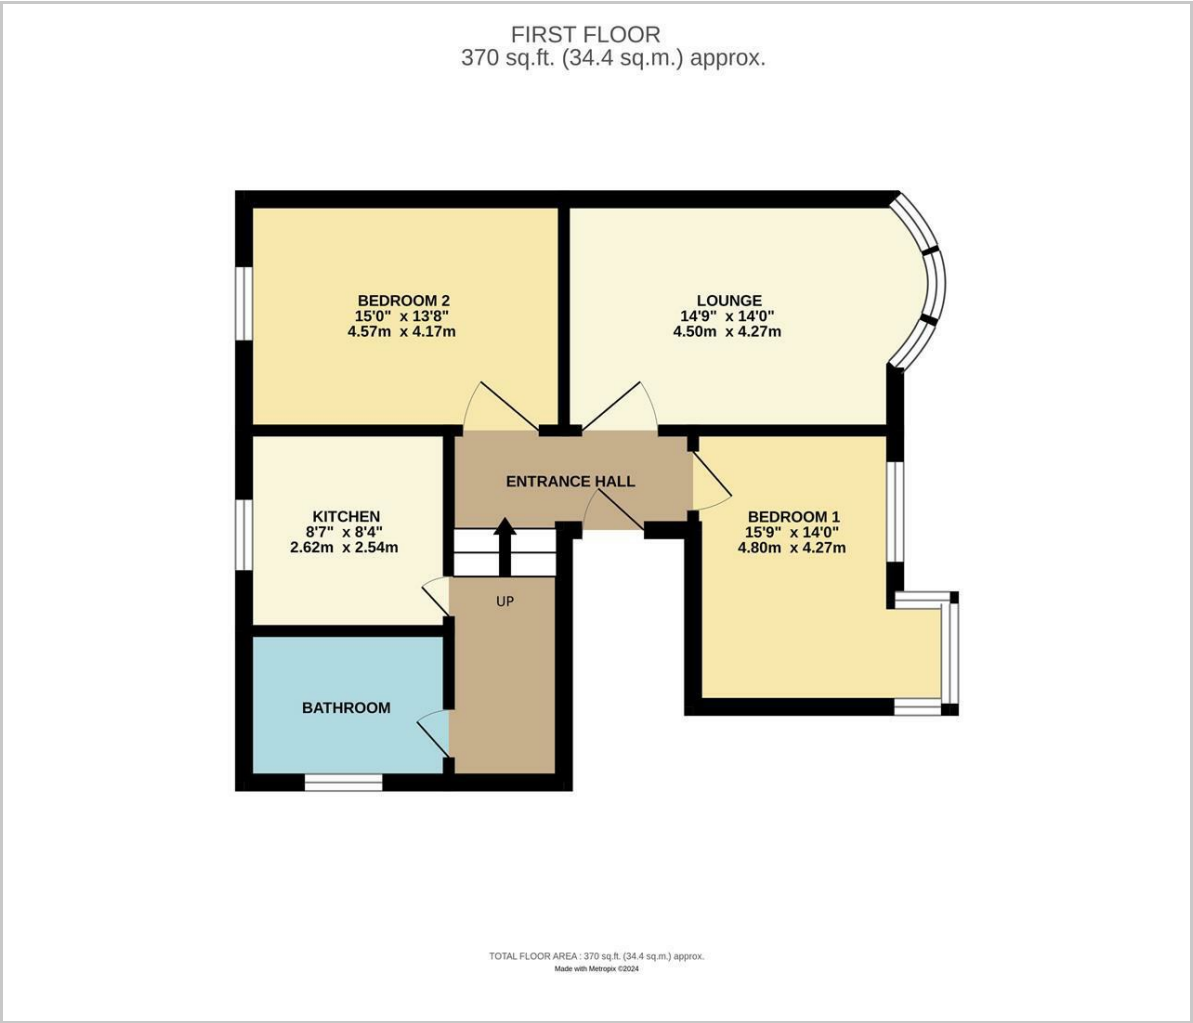 FIRST FLOOR
370 sq.ft. (34.4 sq.m.) approx.
BEDROOM 2
15'0" x 13'8"
4.57m x 4.17m
LOUNGE
14'9" x 14'0"
4.50m x 4.27m
ENTRANCE HALL
KITCHEN
8'7" x 8'4"
2.62m x 2.54m
BEDROOM 1
15'9" x 14'0"
4.80m x 4.27m
UP
BATHROOM
TOTAL FLOOR AREA : 370 sq.ft. (34.4 sq.m.) approx.
Made with Metropix ©2024